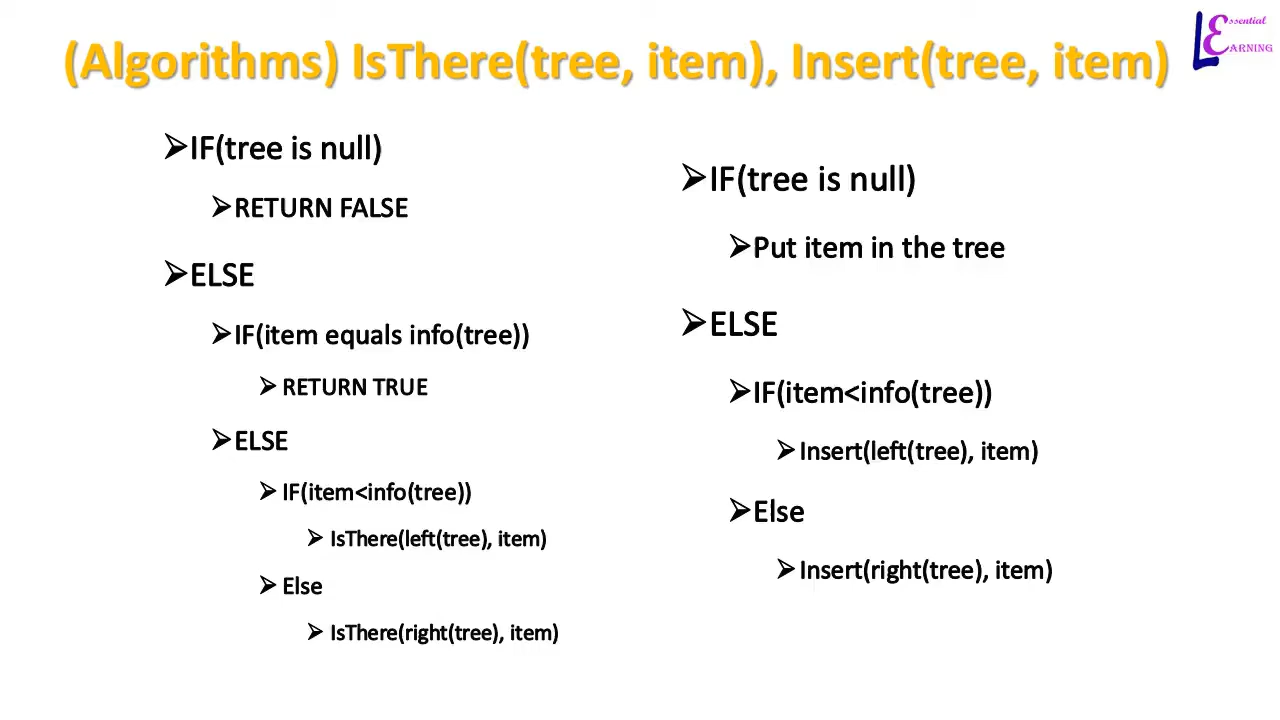 (Algorithms) IsThere(tree, item), Insert(tree, item)
Essential
LEARNING
➢IF(tree is null)
➢RETURN FALSE
➢ELSE
➢IF(item equals info(tree))
➢RETURN TRUE
➢ELSE
➢IF(item<info(tree))
➢IsThere(left(tree), item)
➢Else
➢IsThere(right(tree), item)
➢IF(tree is null)
➢Put item in the tree
➢ELSE
➢IF(item<info(tree))
➢Insert(left(tree), item)
➢Else
➢Insert(right(tree), item)